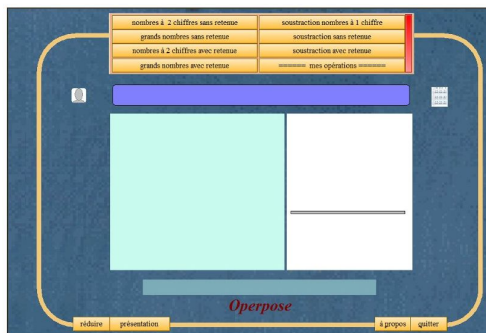 nombres à 2 chiffres sans retenue
soustraction nombres à 1 chiffre
grands nombres sans retenue
soustraction sans retenue
nombres à 2 chiffres avec retenue
soustraction avec retenue
grands nombres avec retenue
====== mes opérations ======
Operpose
réduire
présentation
à propos
quitter